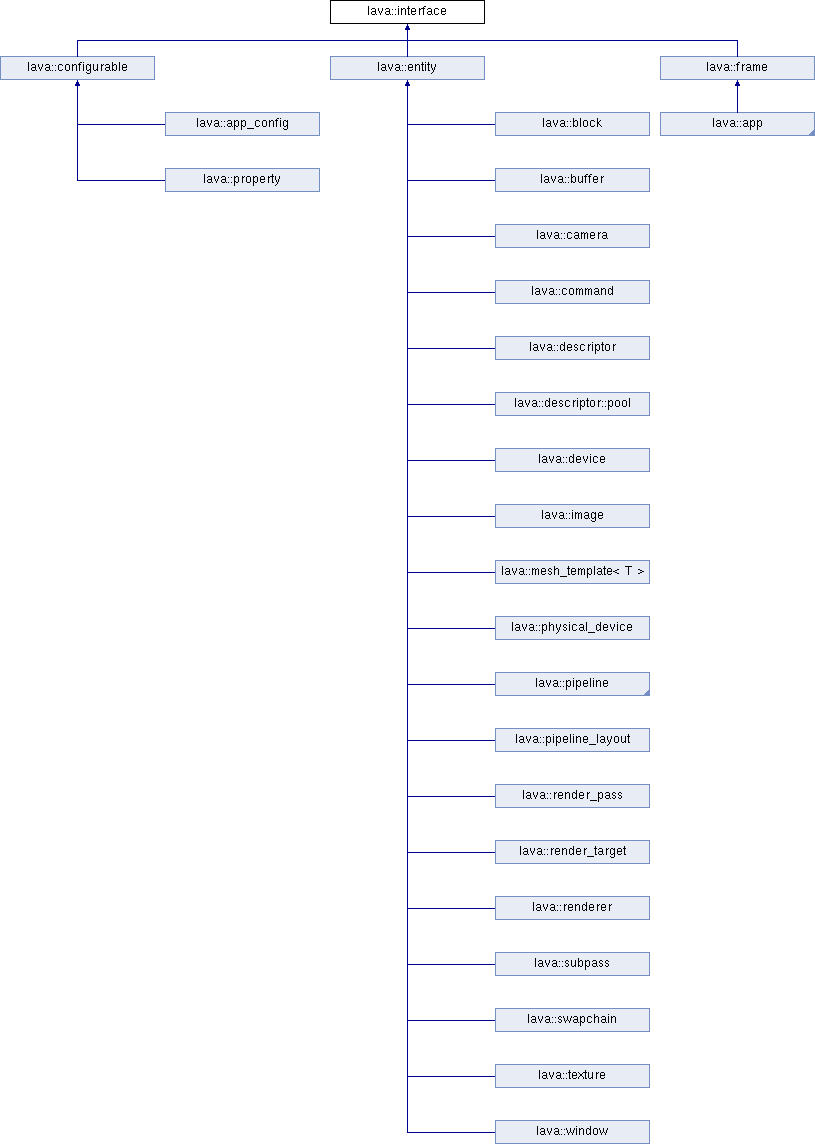 lava::interface
lava::configurable
lava::entity
lava::frame
lava::app_config
lava::block
lava::app
lava::property
lava::buffer
lava::camera
lava::command
lava::descriptor
lava::descriptor::pool
lava::device
lava::image
lava::mesh_template< T >
lava::physical_device
lava::pipeline
lava::pipeline_layout
lava::render_pass
lava::render_target
lava::renderer
lava::subpass
lava::swapchain
lava::texture
lava::window